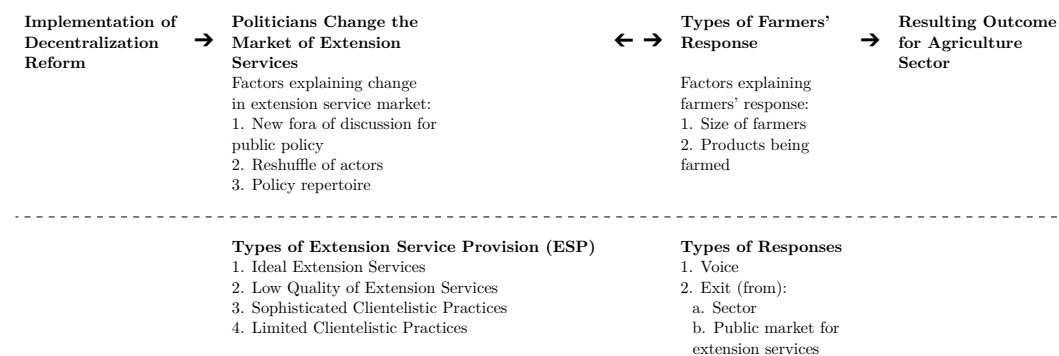 Implementation of
Decentralization
Reform
➔
Politicians Change the
Market of Extension
Services
Factors explaining change
in extension service market:
1. New fora of discussion for
public policy
2. Reshuffle of actors
3. Policy repertoire
← ➔
Types of Farmers'
Response
Factors explaining
farmers' response:
1. Size of farmers
2. Products being
farmed
➔
Resulting Outcome
for Agriculture
Sector
Types of Extension Service Provision (ESP)
1. Ideal Extension Services
2. Low Quality of Extension Services
3. Sophisticated Clientelistic Practices
4. Limited Clientelistic Practices
Types of Responses
1. Voice
2. Exit (from):
a. Sector
b. Public market for
extension services